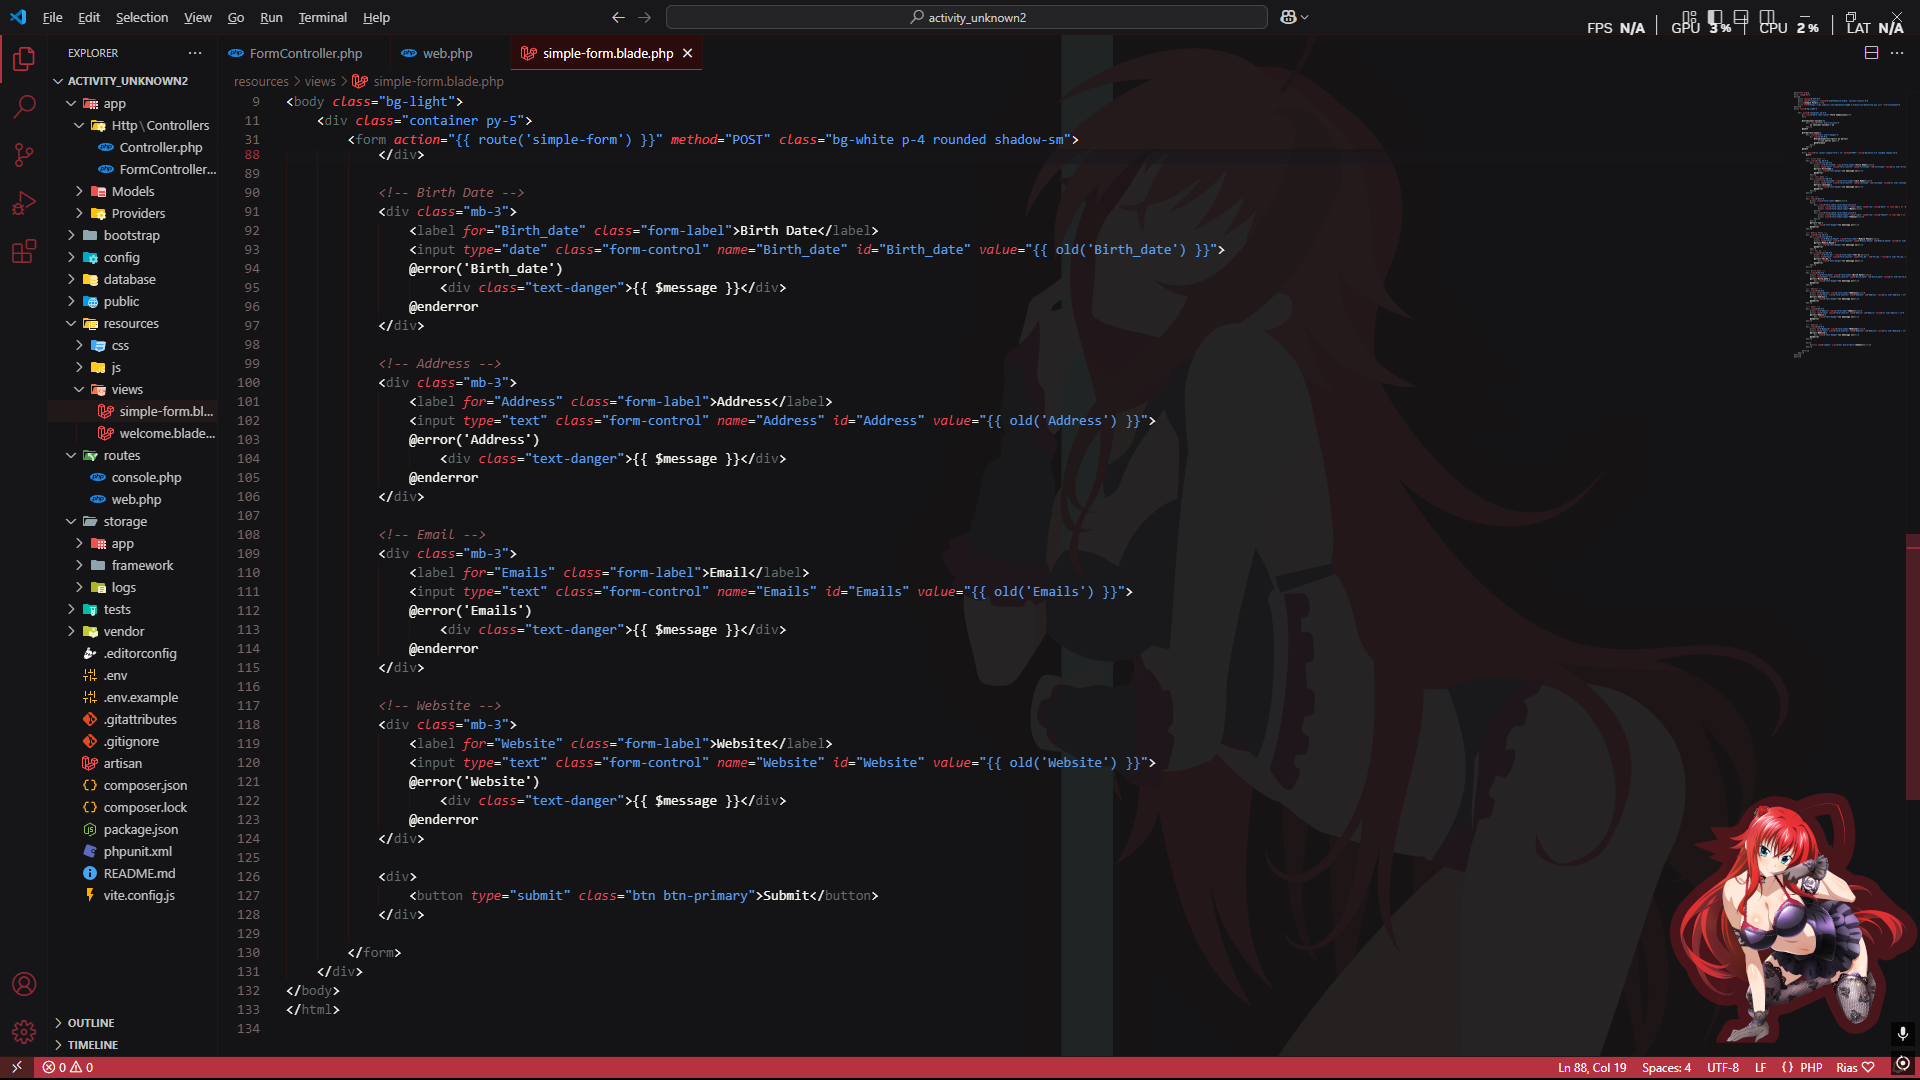 File Edit Selection View Go Run Terminal Help
activity_unknown2
FPS N/A GPU 3% CPU 2% LAT N/A
EXPLORER
ACTIVITY_UNKNOWN2
app
Http\Controllers
Controller.php
FormController...
Models
Providers
bootstrap
config
database
public
resources
css
js
views
simple-form.bl...
welcome.blade...
routes
console.php
web.php
storage
app
framework
logs
tests
vendor
.editorconfig
.env
.env.example
.gitattributes
.gitignore
artisan
composer.json
composer.lock
package.json
phpunit.xml
README.md
vite.config.js
OUTLINE
TIMELINE
FormController.php web.php simple-form.blade.php
resources > views > simple-form.blade.php
9 <body class="bg-light">
11 <div class="container py-5">
31 <form action="{{ route('simple-form') }}" method="POST" class="bg-white p-4 rounded shadow-sm">
88 </div>
89
90 <!-- Birth Date -->
91 <div class="mb-3">
92 <label for="Birth_date" class="form-label">Birth Date</label>
93 <input type="date" class="form-control" name="Birth_date" id="Birth_date" value="{{ old('Birth_date') }}">
94 @error('Birth_date')
95 <div class="text-danger">{{ $message }}</div>
96 @enderror
97 </div>
98
99 <!-- Address -->
100 <div class="mb-3">
101 <label for="Address" class="form-label">Address</label>
102 <input type="text" class="form-control" name="Address" id="Address" value="{{ old('Address') }}">
103 @error('Address')
104 <div class="text-danger">{{ $message }}</div>
105 @enderror
106 </div>
107
108 <!-- Email -->
109 <div class="mb-3">
110 <label for="Emails" class="form-label">Email</label>
111 <input type="text" class="form-control" name="Emails" id="Emails" value="{{ old('Emails') }}">
112 @error('Emails')
113 <div class="text-danger">{{ $message }}</div>
114 @enderror
115 </div>
116
117 <!-- Website -->
118 <div class="mb-3">
119 <label for="Website" class="form-label">Website</label>
120 <input type="text" class="form-control" name="Website" id="Website" value="{{ old('Website') }}">
121 @error('Website')
122 <div class="text-danger">{{ $message }}</div>
123 @enderror
124 </div>
125
126 <div>
127 <button type="submit" class="btn btn-primary">Submit</button>
128 </div>
129
130 </form>
131 </div>
132 </body>
133 </html>
134
0 0 Ln 88, Col 19 Spaces: 4 UTF-8 LF {} PHP Rias ♡